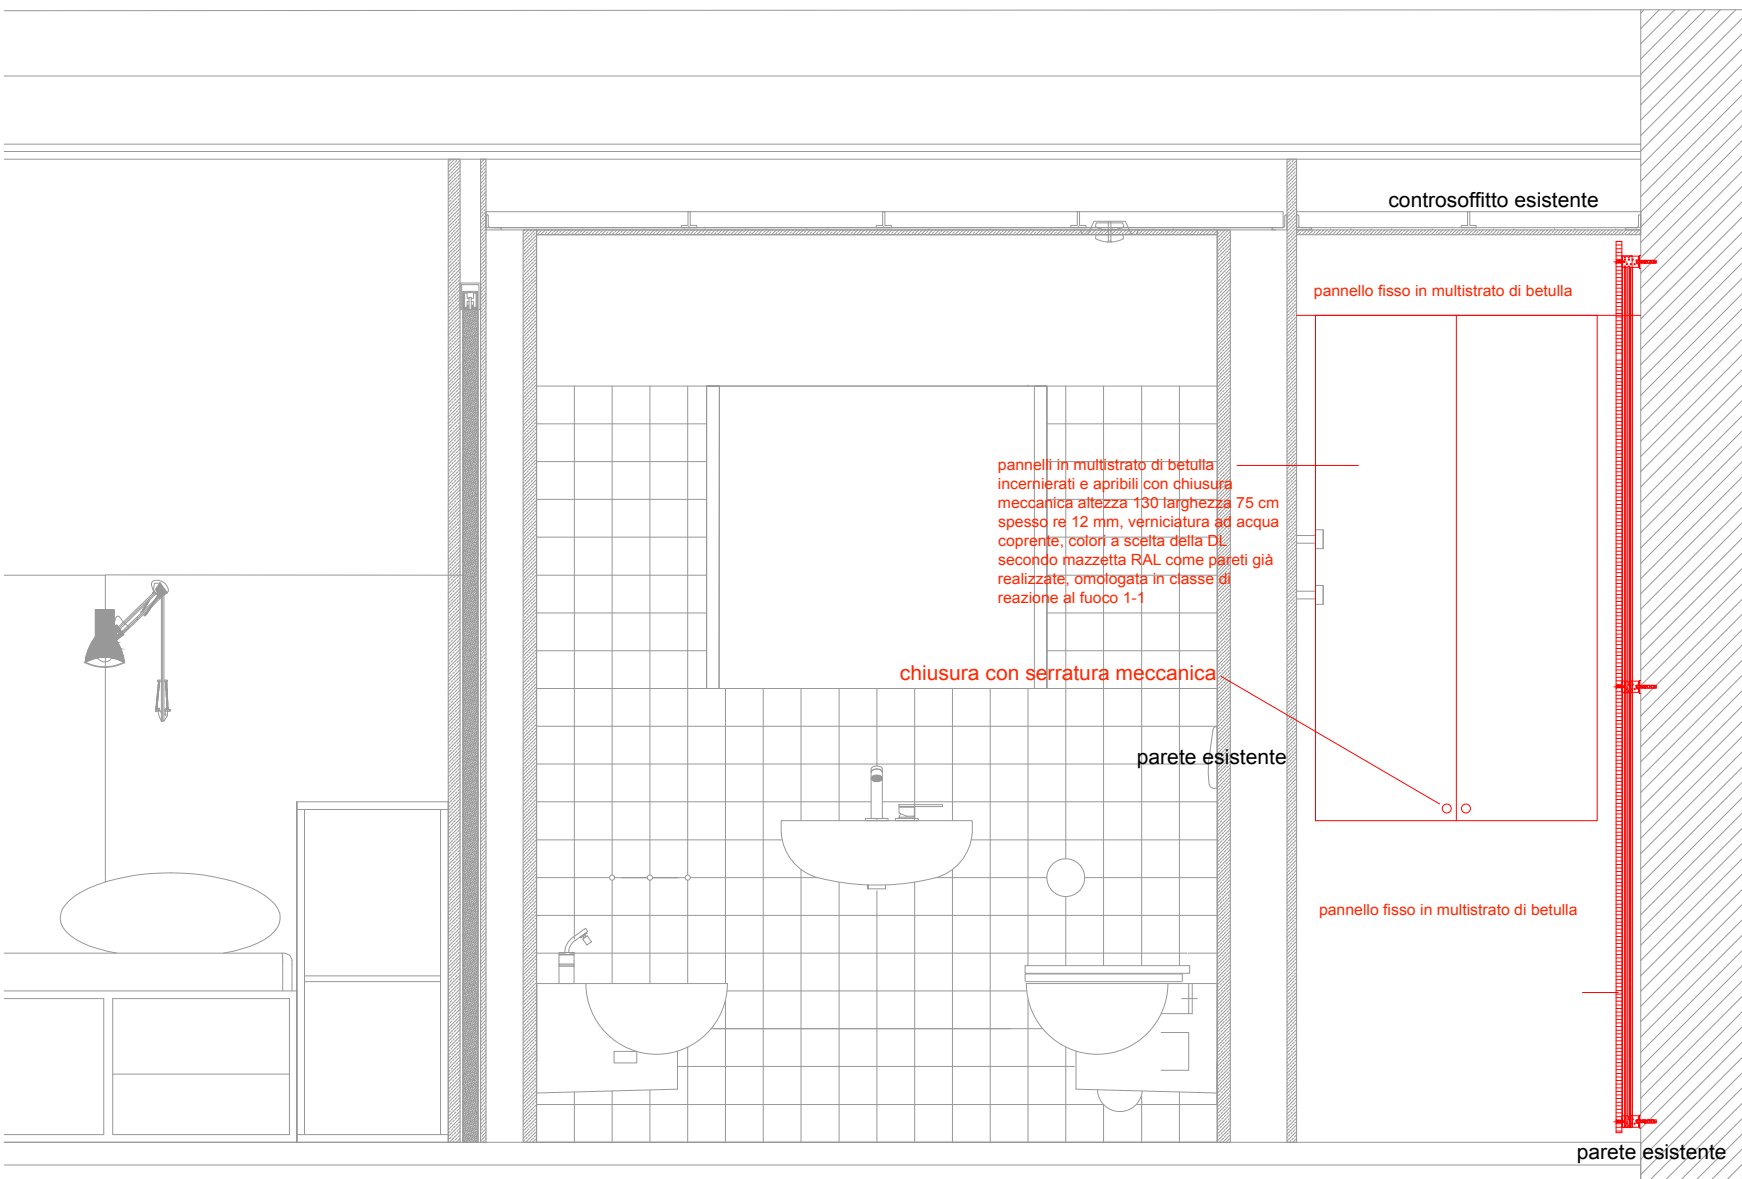 controsoffitto esistente
pannello fisso in multistrato di betulla
pannelli in multistrato di betulla
incernierati e apribili con chiusura
meccanica altezza 130 larghezza 75 cm
spesso re 12 mm, verniciatura ad acqua
coprente, colori a scelta della DL
secondo mazzetta RAL come pareti già
realizzate, omologata in classe di
reazione al fuoco 1-1
chiusura con serratura meccanica
parete esistente
pannello fisso in multistrato di betulla
parete esistente